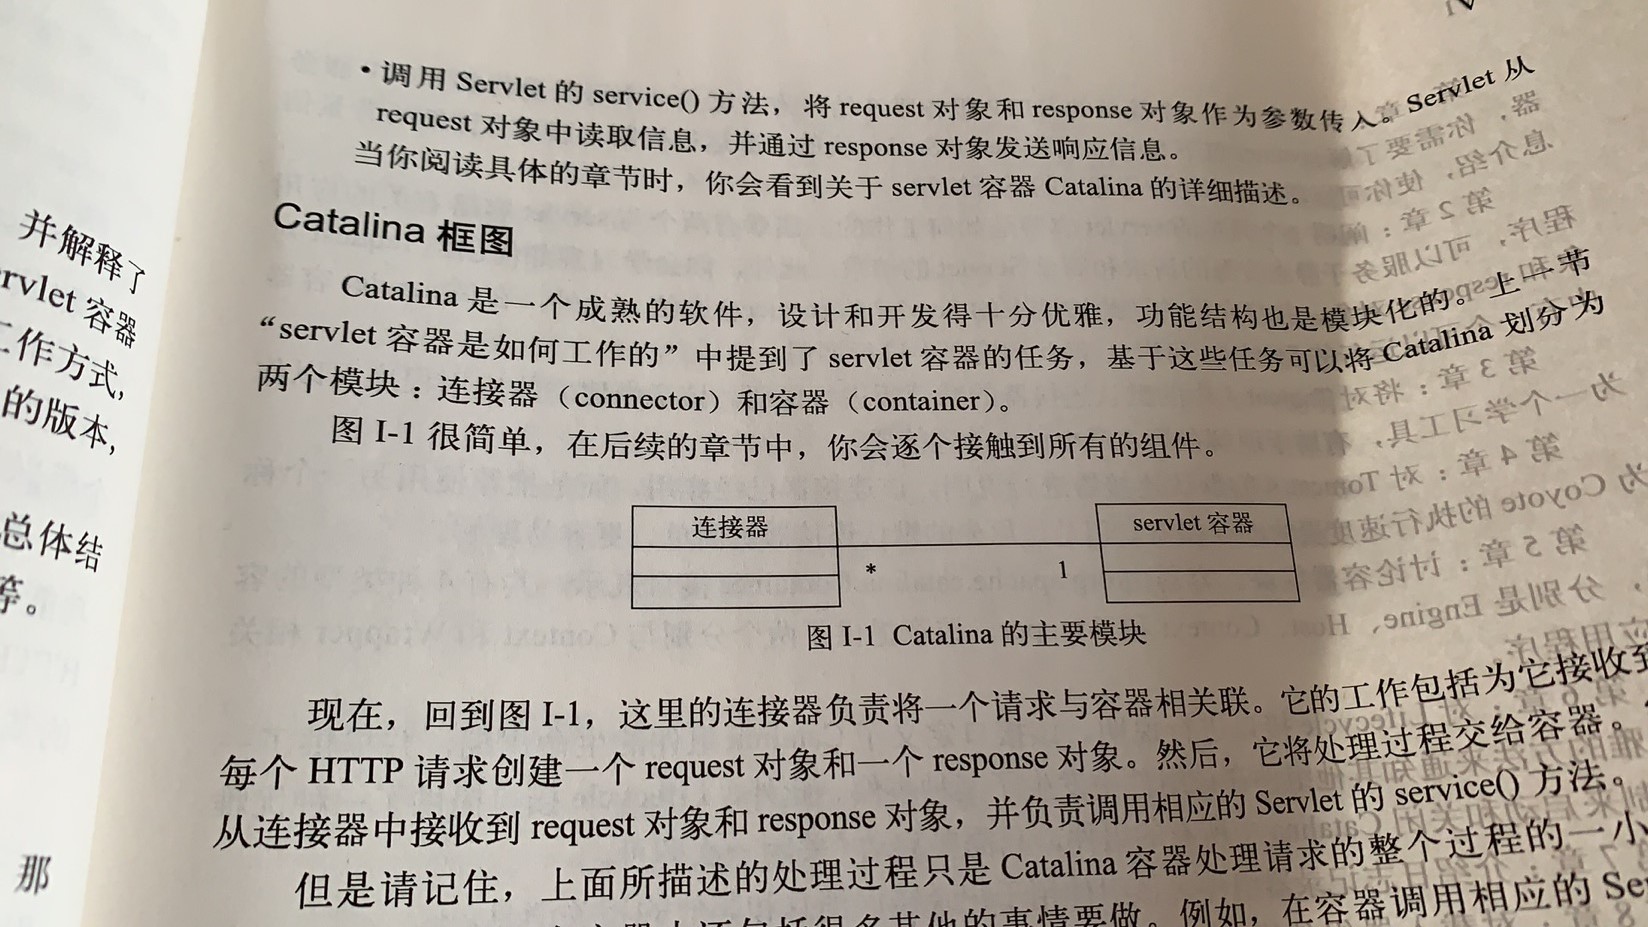 并解释了
rvlet 容器
工作方式，
的版本，
总体结
等。
那
• 调用 Servlet 的 service() 方法，将 request 对象和 response 对象作为参数传入。Servlet 从
request 对象中读取信息，并通过 response 对象发送响应信息。
当你阅读具体的章节时，你会看到关于 servlet 容器 Catalina 的详细描述。
Catalina 框图
Catalina 是一个成熟的软件，设计和开发得十分优雅，功能结构也是模块化的。上一节
“servlet 容器是如何工作的”中提到了 servlet 容器的任务，基于这些任务可以将 Catalina 划分为
两个模块：连接器（connector）和容器（container）。
图 I-1 很简单，在后续的章节中，你会逐个接触到所有的组件。
连接器 servlet 容器
* 1
图 I-1 Catalina 的主要模块
现在，回到图 I-1，这里的连接器负责将一个请求与容器相关联。它的工作包括为它接收到
每个 HTTP 请求创建一个 request 对象和一个 response 对象。然后，它将处理过程交给容器。
从连接器中接收到 request 对象和 response 对象，并负责调用相应的 Servlet 的 service() 方法。
但是请记住，上面所描述的处理过程只是 Catalina 容器处理请求的整个过程的一小
还包括很多其他的事情要做。例如，在容器调用相应的 Se